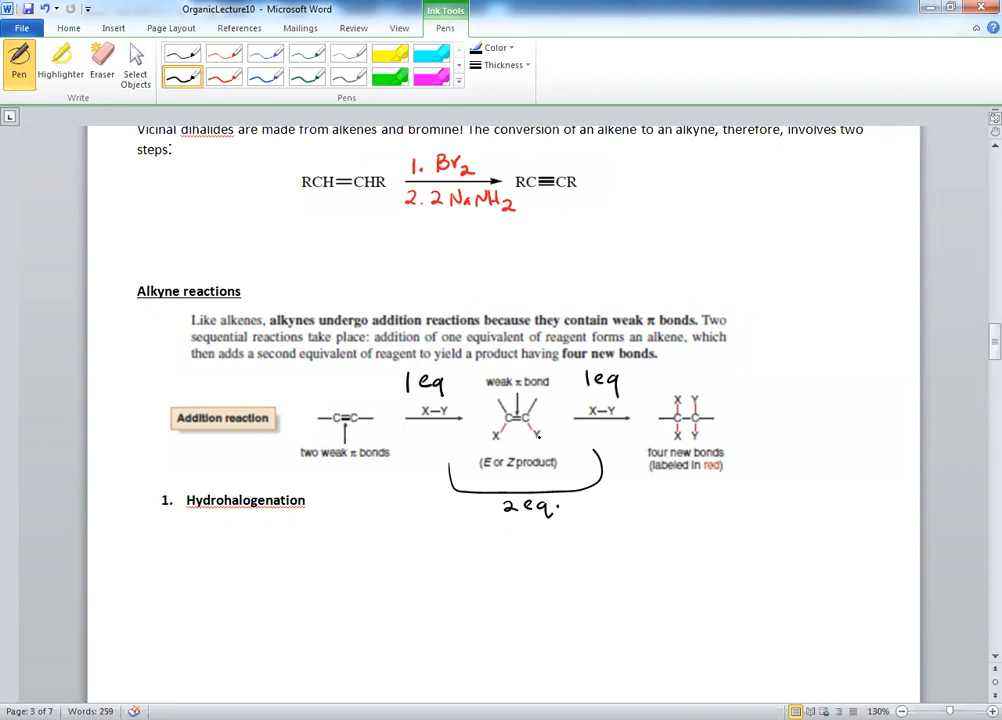 OrganicLecture10 - Microsoft Word
Ink Tools
File Home Insert Page Layout References Mailings Review View Pens
Pen Highlighter Eraser Select Objects
Color
Thickness
Write Pens
Vicinal dihalides are made from alkenes and bromine! The conversion of an alkene to an alkyne, therefore, involves two
steps:
1. Br2
RCH=CHR RC≡CR
2. 2 NaNH2
Alkyne reactions
Like alkenes, alkynes undergo addition reactions because they contain weak π bonds. Two
sequential reactions take place: addition of one equivalent of reagent forms an alkene, which
then adds a second equivalent of reagent to yield a product having four new bonds.
1eq weak π bond 1eq
X Y
X—Y X—Y
Addition reaction —C≡C— C=C —C—C—
X Y X Y
two weak π bonds (E or Z product) four new bonds
(labeled in red)
1. Hydrohalogenation
2 eq.
Page: 3 of 7 Words: 259 130%